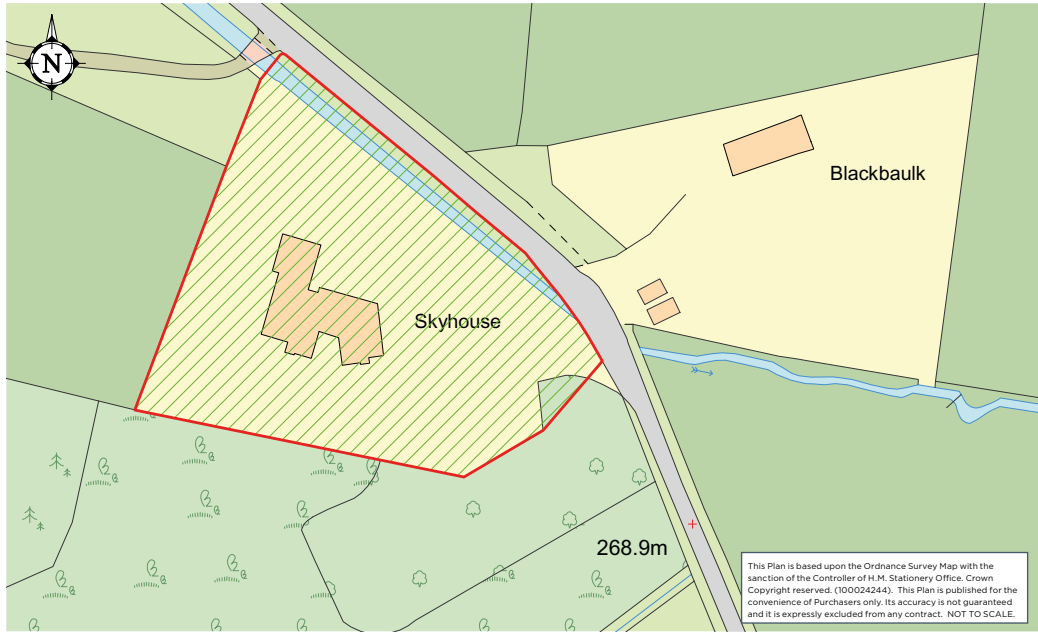 N
Blackbaulk
Skyhouse
268.9m
This Plan is based upon the Ordnance Survey Map with the
sanction of the Controller of H.M. Stationery Office. Crown
Copyright reserved. (100024244). This Plan is published for the
convenience of Purchasers only. Its accuracy is not guaranteed
and it is expressly excluded from any contract. NOT TO SCALE.